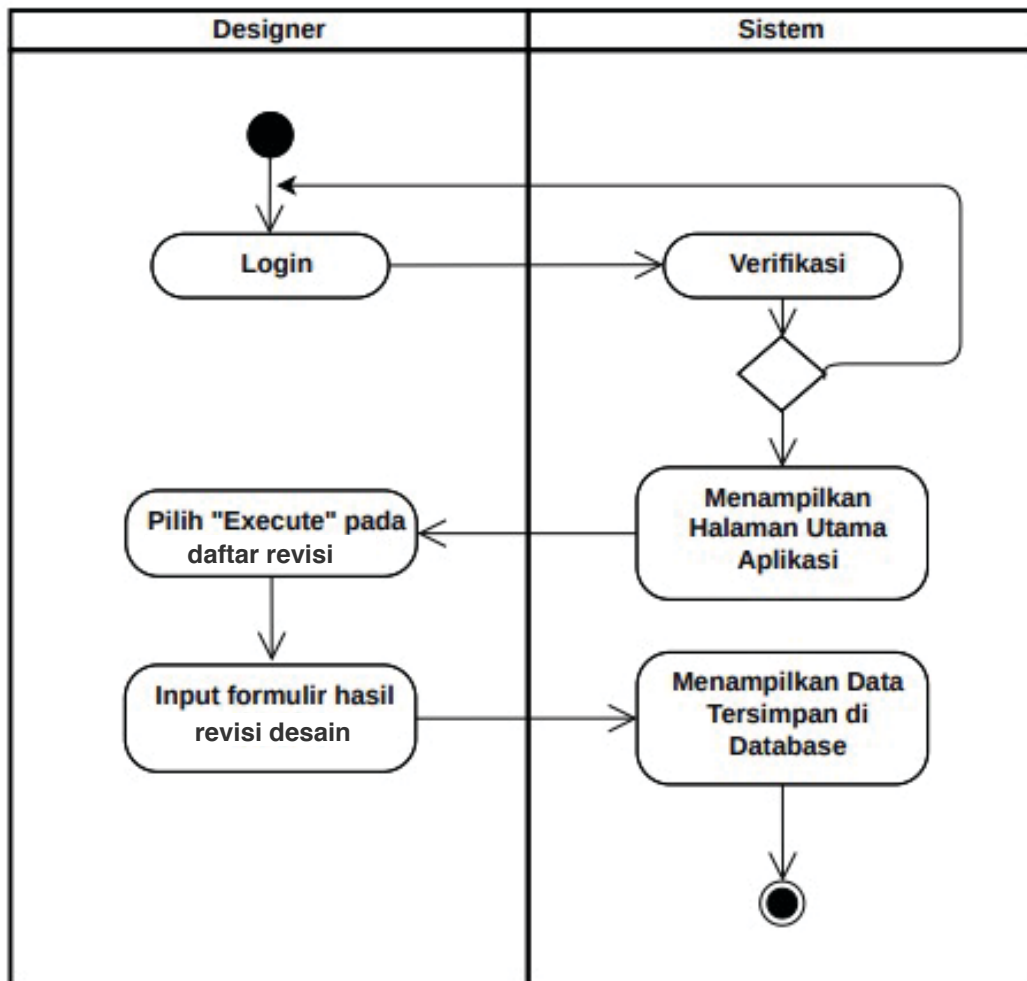 Designer
Sistem
Login
Verifikasi
Menampilkan
Halaman Utama
Aplikasi
Pilih "Execute" pada
daftar revisi
Input formulir hasil
revisi desain
Menampilkan Data
Tersimpan di
Database